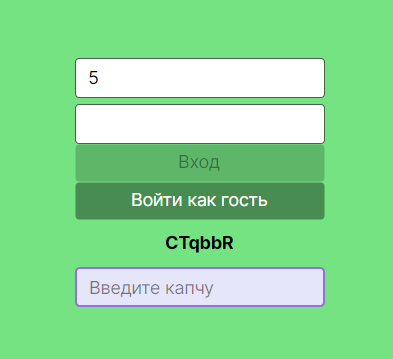 5
Вход
Войти как гость
CTqbbR
Введите капчу